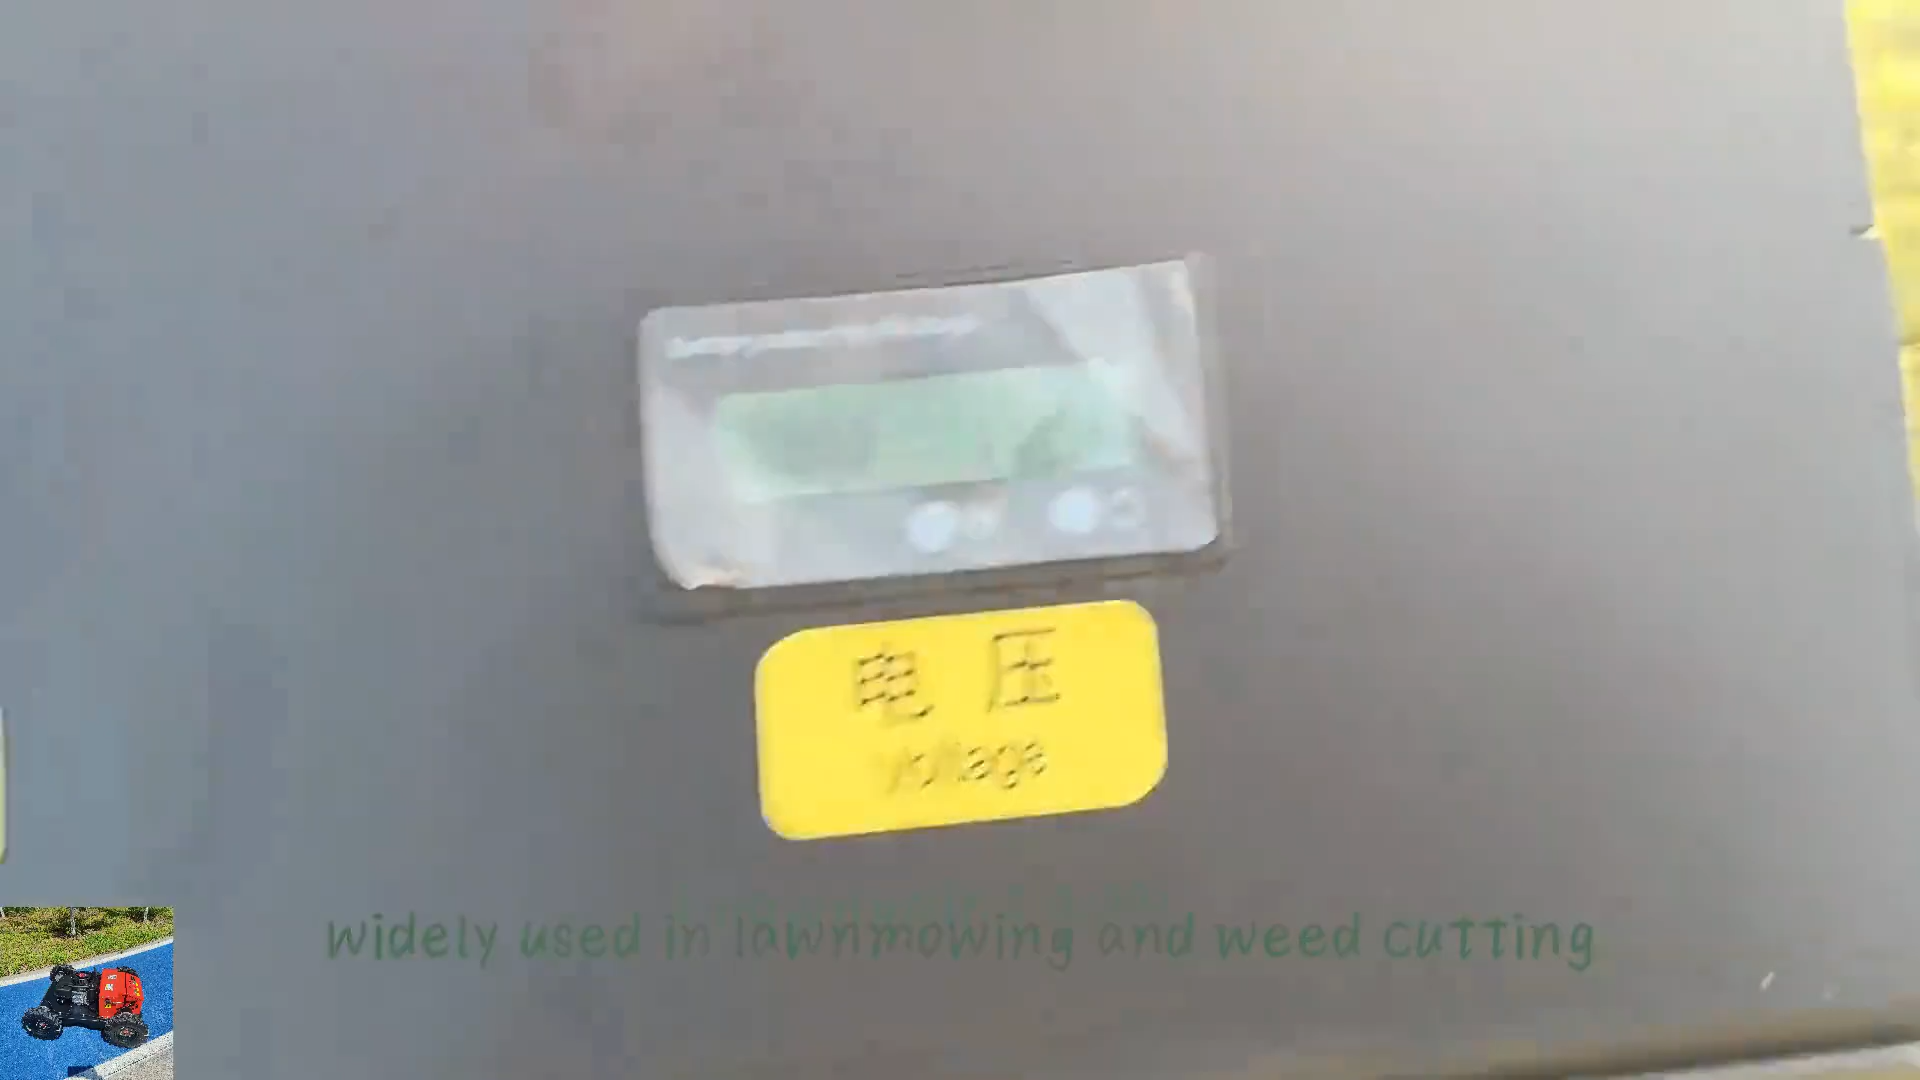 电 压
voltage
widely used in lawnmowing and weed cutting